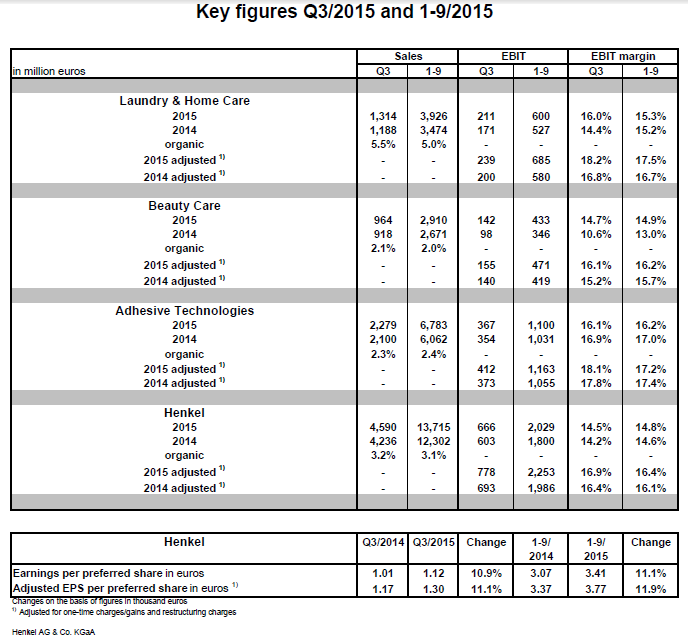 Key figures Q3/2015 and 1-9/2015
Sales EBIT EBIT margin
in million euros Q3 1-9 Q3 1-9 Q3 1-9
Laundry & Home Care
2015 1,314 3,926 211 600 16.0% 15.3%
2014 1,188 3,474 171 527 14.4% 15.2%
organic 5.5% 5.0% - - - -
2015 adjusted 1) - - 239 685 18.2% 17.5%
2014 adjusted 1) - - 200 580 16.8% 16.7%
Beauty Care
2015 964 2,910 142 433 14.7% 14.9%
2014 918 2,671 98 346 10.6% 13.0%
organic 2.1% 2.0% - - - -
2015 adjusted 1) - - 155 471 16.1% 16.2%
2014 adjusted 1) - - 140 419 15.2% 15.7%
Adhesive Technologies
2015 2,279 6,783 367 1,100 16.1% 16.2%
2014 2,100 6,062 354 1,031 16.9% 17.0%
organic 2.3% 2.4% - - - -
2015 adjusted 1) - - 412 1,163 18.1% 17.2%
2014 adjusted 1) - - 373 1,055 17.8% 17.4%
Henkel
2015 4,590 13,715 666 2,029 14.5% 14.8%
2014 4,236 12,302 603 1,800 14.2% 14.6%
organic 3.2% 3.1% - - - -
2015 adjusted 1) - - 778 2,253 16.9% 16.4%
2014 adjusted 1) - - 693 1,986 16.4% 16.1%
Henkel Q3/2014 Q3/2015 Change 1-9/ 1-9/ Change
2014 2015
Earnings per preferred share in euros 1.01 1.12 10.9% 3.07 3.41 11.1%
Adjusted EPS per preferred share in euros 1) 1.17 1.30 11.1% 3.37 3.77 11.9%
Changes on the basis of figures in thousand euros
1) Adjusted for one-time charges/gains and restructuring charges
Henkel AG & Co. KGaA